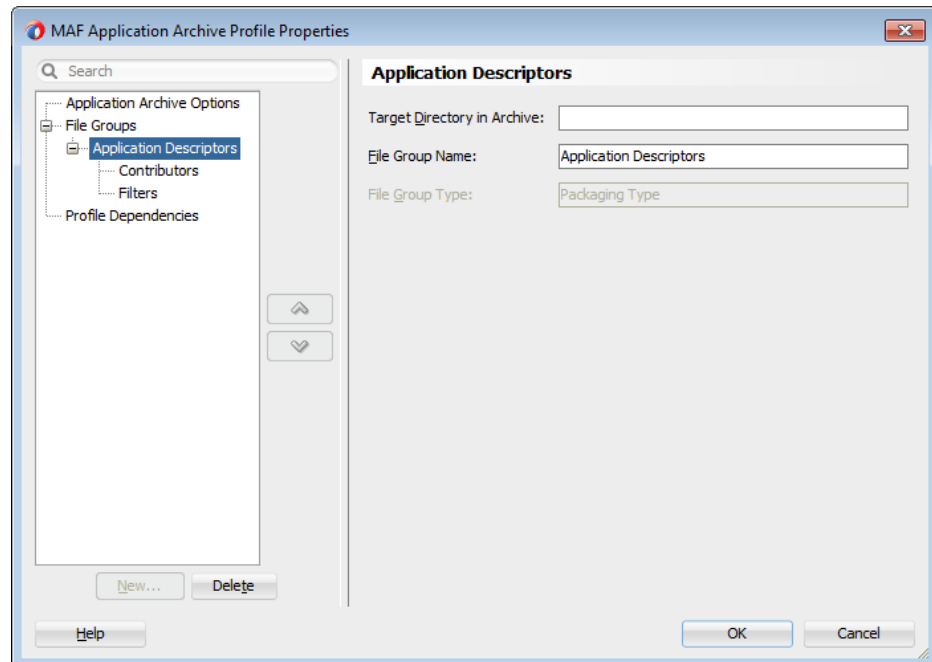 MAF Application Archive Profile Properties
Search
Application Archive Options
File Groups
Application Descriptors
Contributors
Filters
Profile Dependencies
New...
Delete
Application Descriptors
Target Directory in Archive:
File Group Name: Application Descriptors
File Group Type: Packaging Type
Help
OK
Cancel